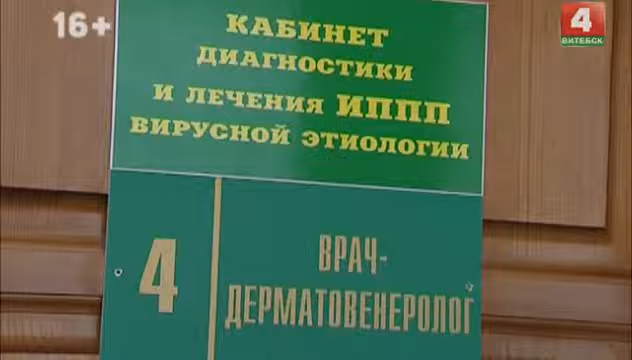 16+
4
ВИТЕБСК
КАБИНЕТ
ДИАГНОСТИКИ
И ЛЕЧЕНИЯ ИППП
ВИРУСНОЙ ЭТИОЛОГИИ
4
ВРАЧ-
ДЕРМАТОВЕНЕРОЛОГ